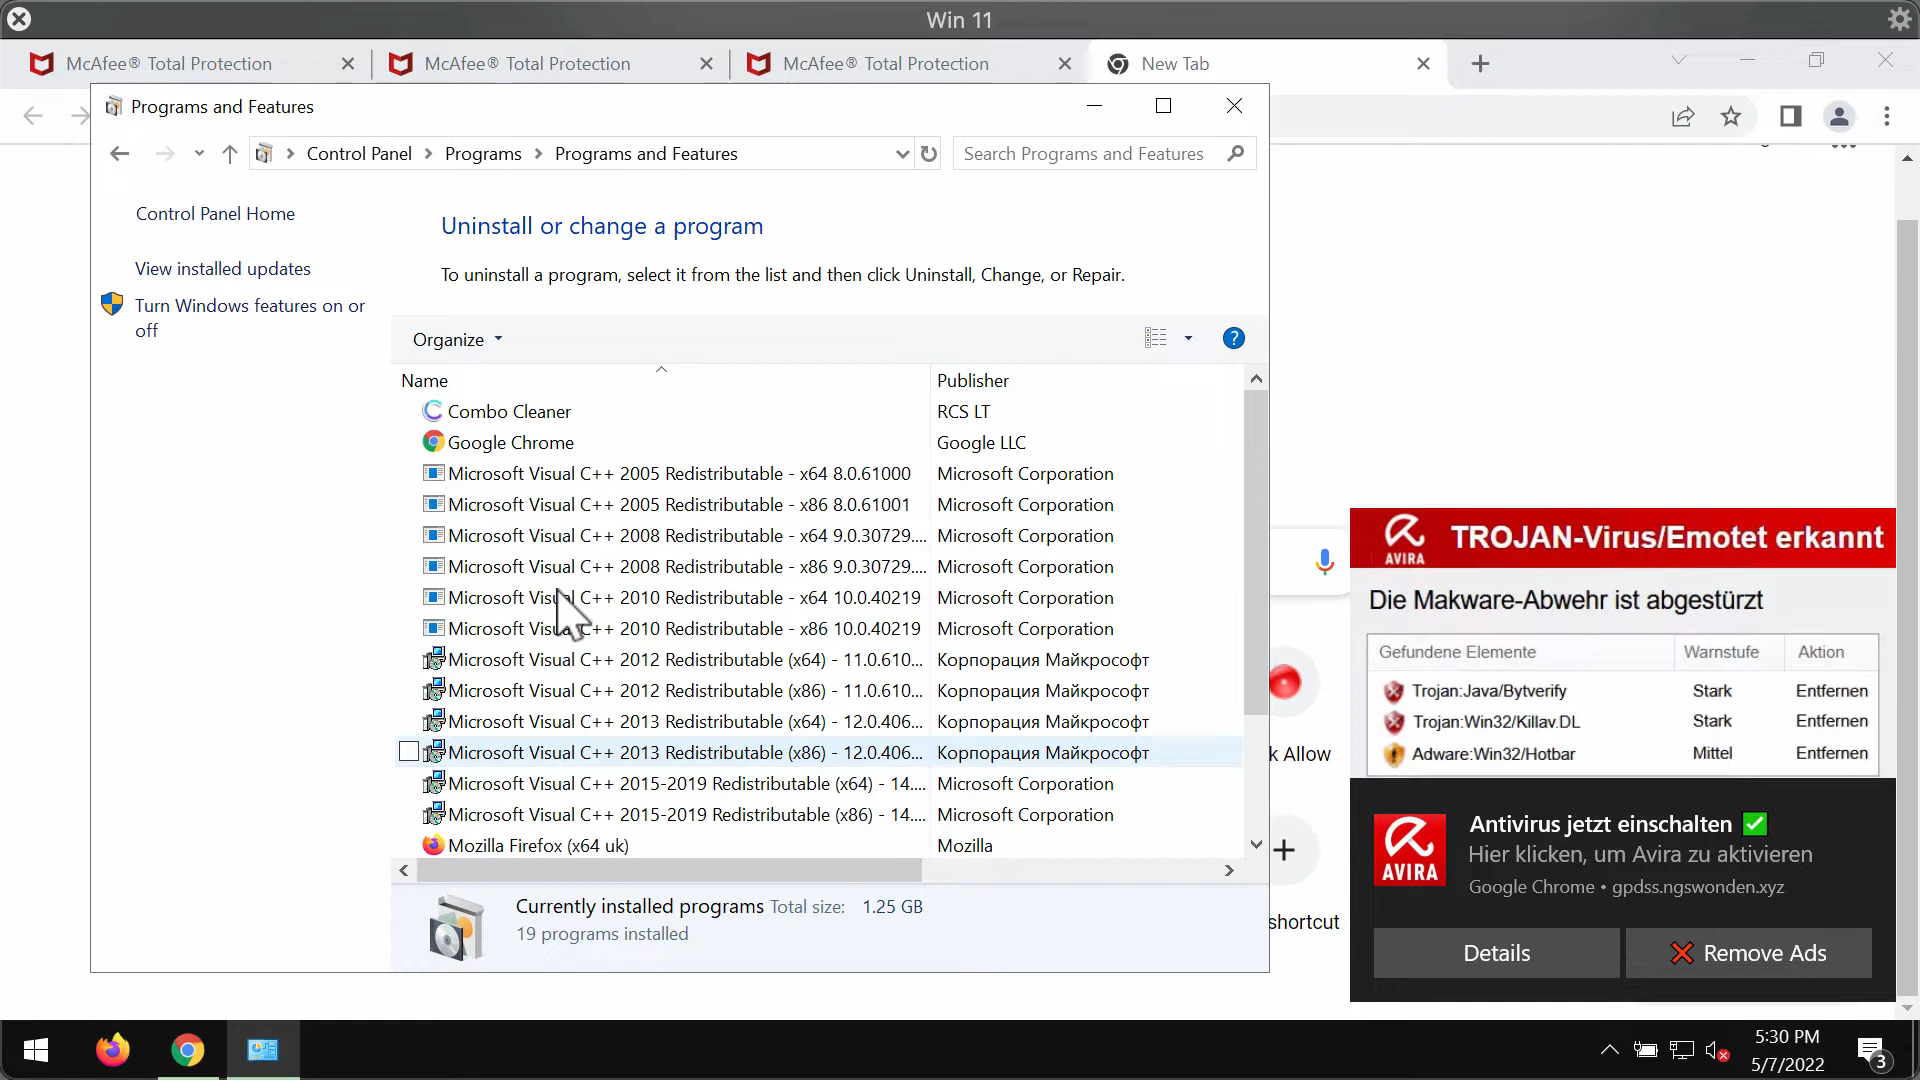 Win 11
McAfee® Total Protection
McAfee® Total Protection
McAfee® Total Protection
New Tab
Programs and Features
Control Panel
Programs
Programs and Features
Search Programs and Features
Control Panel Home
View installed updates
Turn Windows features on or
off
Uninstall or change a program
To uninstall a program, select it from the list and then click Uninstall, Change, or Repair.
Organize
?
Name Publisher
Combo Cleaner RCS LT
Google Chrome Google LLC
Microsoft Visual C++ 2005 Redistributable - x64 8.0.61000 Microsoft Corporation
Microsoft Visual C++ 2005 Redistributable - x86 8.0.61001 Microsoft Corporation
Microsoft Visual C++ 2008 Redistributable - x64 9.0.30729.... Microsoft Corporation
Microsoft Visual C++ 2008 Redistributable - x86 9.0.30729.... Microsoft Corporation
Microsoft Visual C++ 2010 Redistributable - x64 10.0.40219 Microsoft Corporation
Microsoft Visual C++ 2010 Redistributable - x86 10.0.40219 Microsoft Corporation
Microsoft Visual C++ 2012 Redistributable (x64) - 11.0.610... Корпорация Майкрософт
Microsoft Visual C++ 2012 Redistributable (x86) - 11.0.610... Корпорация Майкрософт
Microsoft Visual C++ 2013 Redistributable (x64) - 12.0.406... Корпорация Майкрософт
Microsoft Visual C++ 2013 Redistributable (x86) - 12.0.406... Корпорация Майкрософт
Microsoft Visual C++ 2015-2019 Redistributable (x64) - 14.... Microsoft Corporation
Microsoft Visual C++ 2015-2019 Redistributable (x86) - 14.... Microsoft Corporation
Mozilla Firefox (x64 uk) Mozilla
Currently installed programs Total size: 1.25 GB
19 programs installed
k Allow
shortcut
AVIRA
TROJAN-Virus/Emotet erkannt
Die Makware-Abwehr ist abgestürzt
Gefundene Elemente Warnstufe Aktion
Trojan:Java/Bytverify Stark Entfernen
Trojan:Win32/Killav.DL Stark Entfernen
Adware:Win32/Hotbar Mittel Entfernen
AVIRA
Antivirus jetzt einschalten
Hier klicken, um Avira zu aktivieren
Google Chrome • gpdss.ngswonden.xyz
Details
Remove Ads
5:30 PM
5/7/2022
3